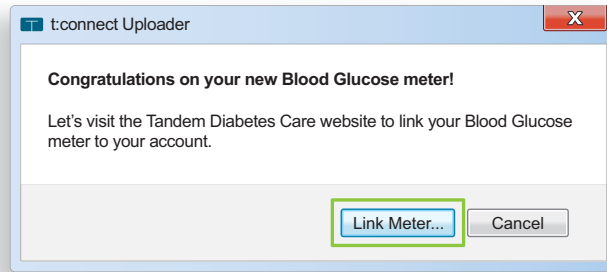 t:connect Uploader
X
Congratulations on your new Blood Glucose meter!
Let’s visit the Tandem Diabetes Care website to link your Blood Glucose
meter to your account.
Link Meter... Cancel